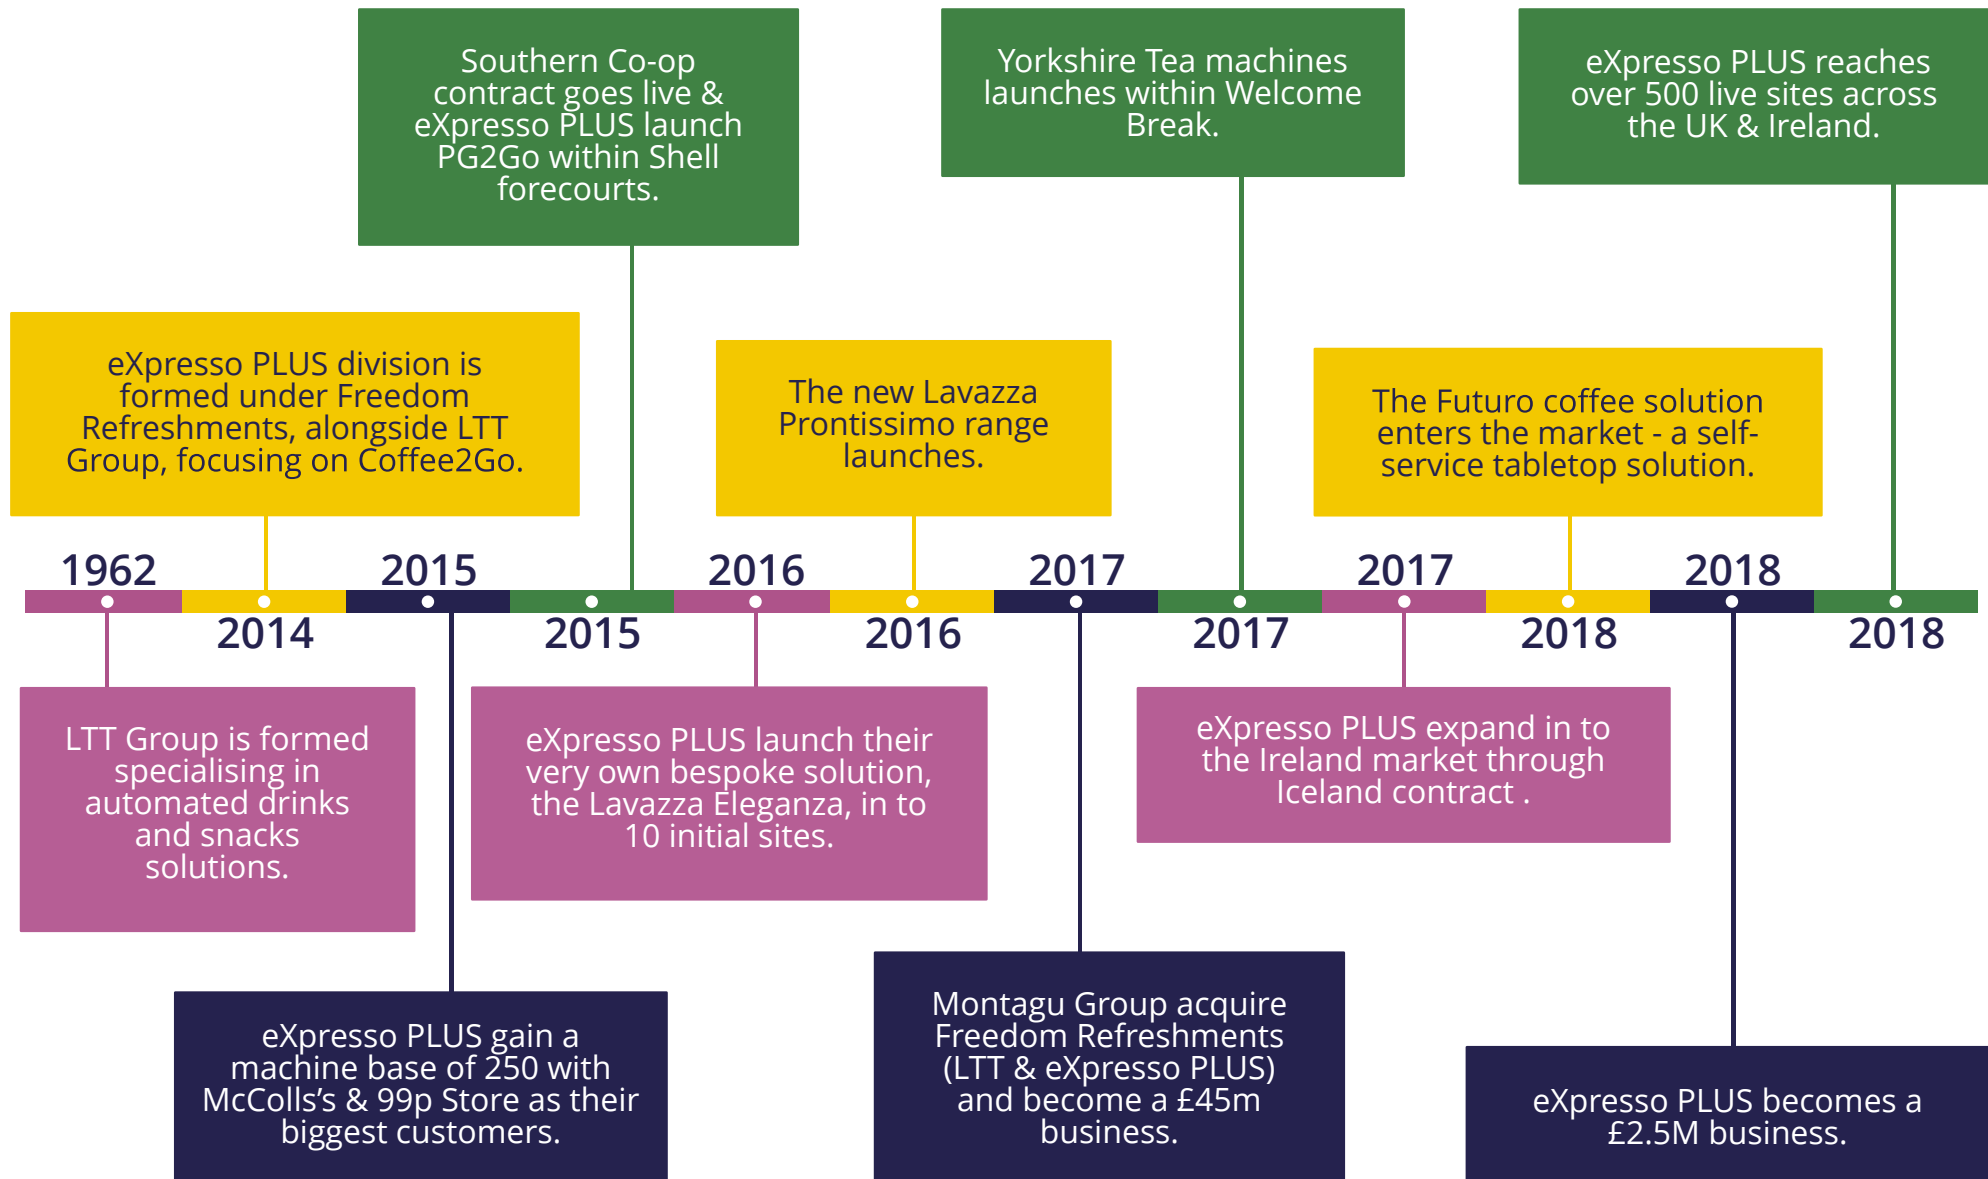 Southern Co-op
contract goes live &
eXpresso PLUS launch
PG2Go within Shell
forecourts.
Yorkshire Tea machines
launches within Welcome
Break.
eXpresso PLUS reaches
over 500 live sites across
the UK & Ireland.
eXpresso PLUS division is
formed under Freedom
Refreshments, alongside LTT
Group, focusing on Coffee2Go.
The new Lavazza
Prontissimo range
launches.
The Futuro coffee solution
enters the market - a self-
service tabletop solution.
1962
2015
2016
2017
2017
2018
2014
2015
2016
2017
2018
2018
LTT Group is formed
specialising in
automated drinks
and snacks
solutions.
eXpresso PLUS launch their
very own bespoke solution,
the Lavazza Eleganza, in to
10 initial sites.
eXpresso PLUS expand in to
the Ireland market through
Iceland contract .
eXpresso PLUS gain a
machine base of 250 with
McColls's & 99p Store as their
biggest customers.
Montagu Group acquire
Freedom Refreshments
(LTT & eXpresso PLUS)
and become a £45m
business.
eXpresso PLUS becomes a
£2.5M business.